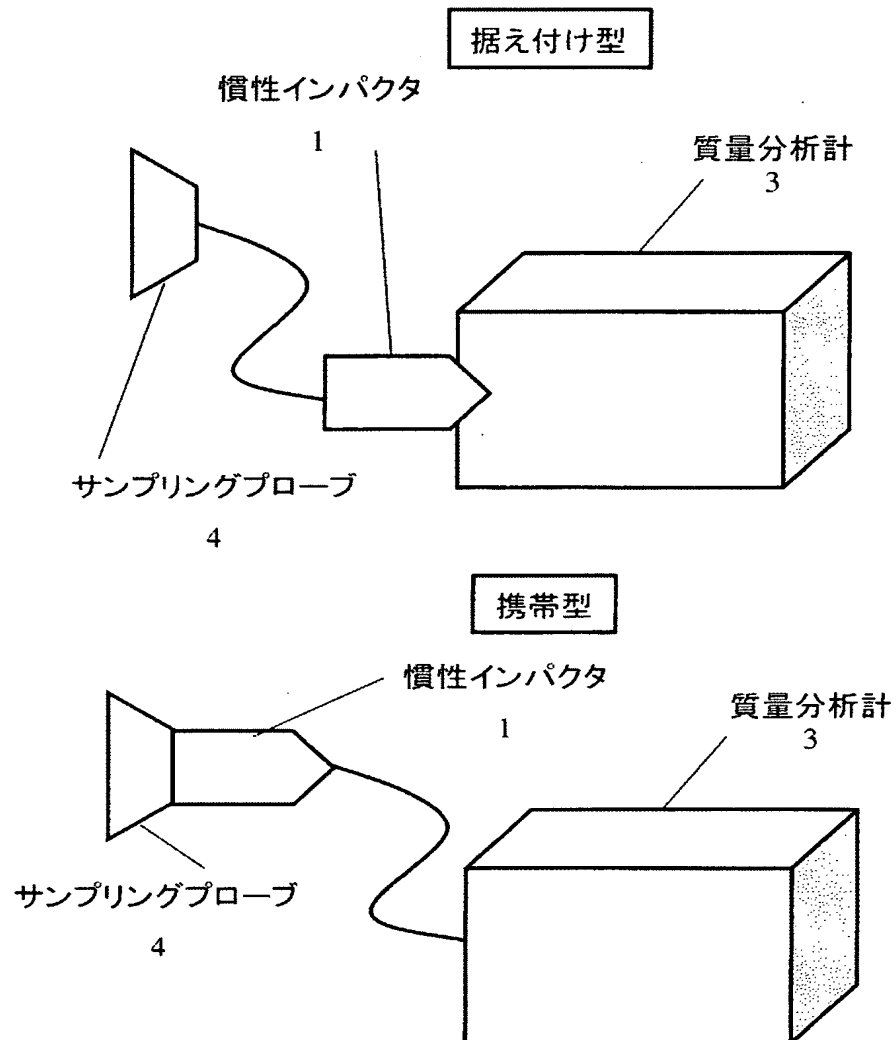 据え付け型
慣性インパクタ
1
質量分析計
3
サンプリングプローブ
4
携帯型
慣性インパクタ
1
質量分析計
3
サンプリングプローブ
4